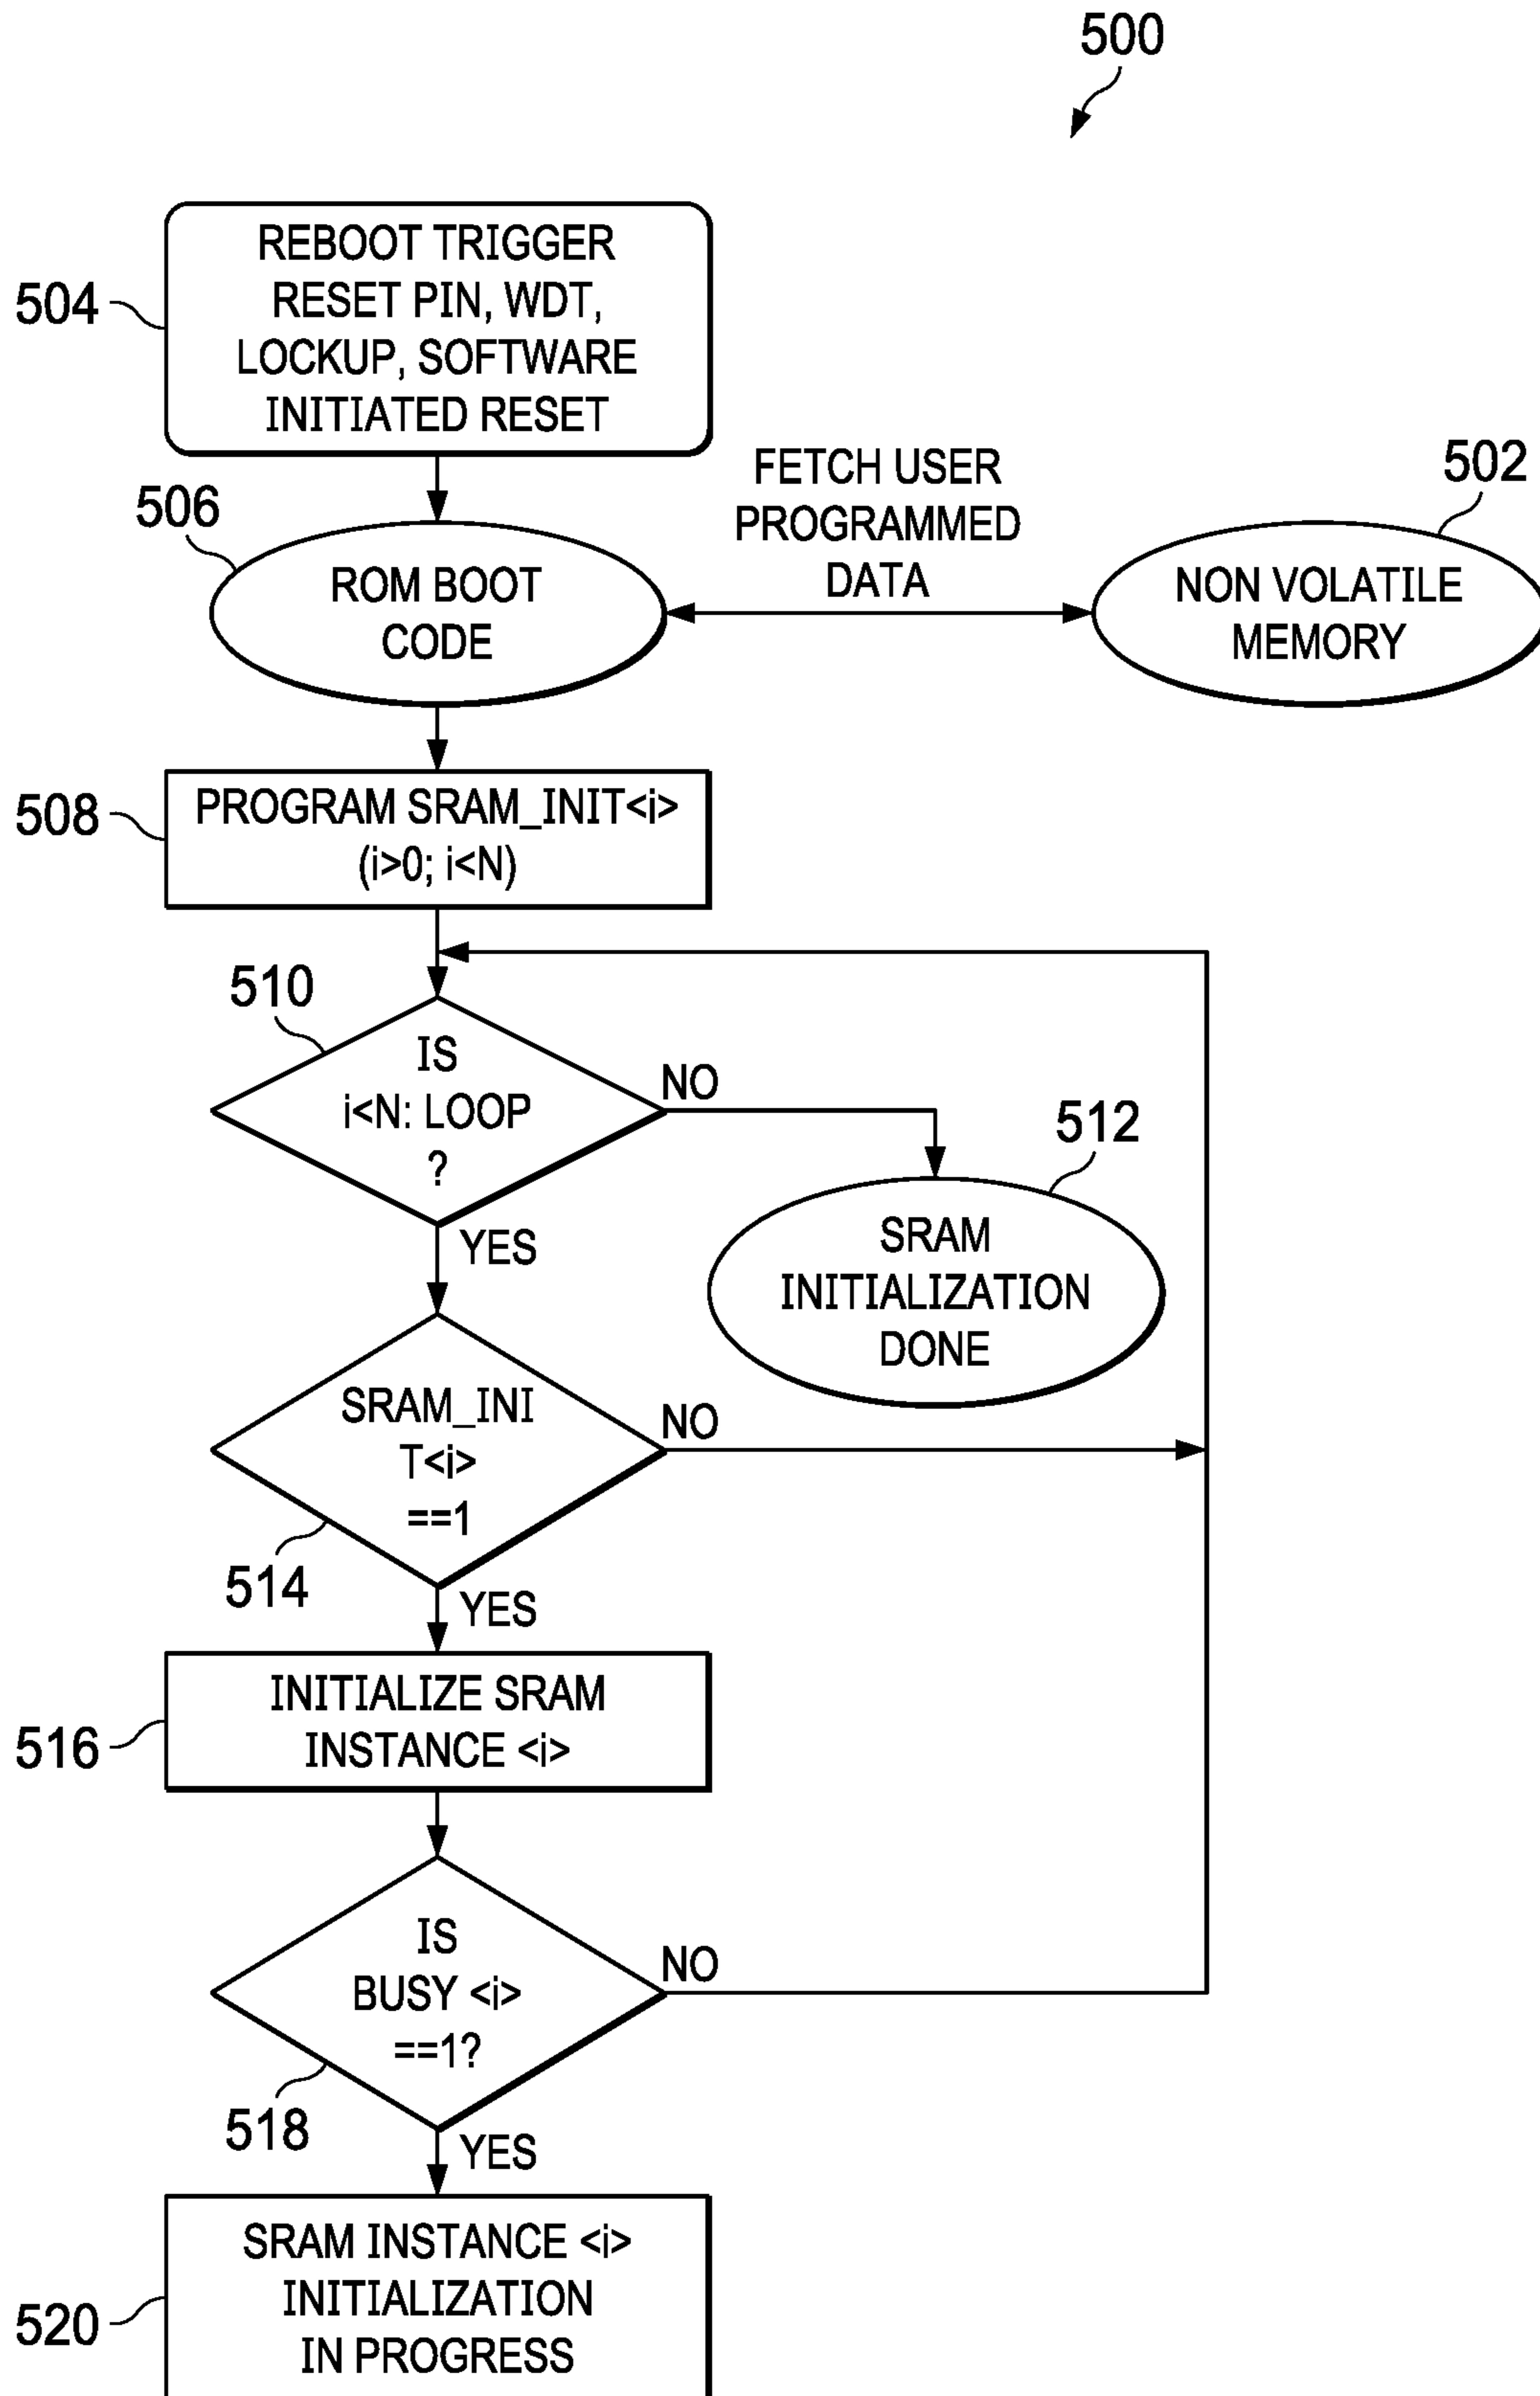 500
504
REBOOT TRIGGER
RESET PIN, WDT,
LOCKUP, SOFTWARE
INITIATED RESET
506
ROM BOOT
CODE
FETCH USER
PROGRAMMED
DATA
502
NON VOLATILE
MEMORY
508
PROGRAM SRAM_INIT<i>
(i>0; i<N)
510
IS
i<N: LOOP
?
NO
YES
512
SRAM
INITIALIZATION
DONE
SRAM_INI
T<i>
==1
NO
514
YES
516
INITIALIZE SRAM
INSTANCE <i>
IS
BUSY <i>
==1?
NO
518
YES
520
SRAM INSTANCE <i>
INITIALIZATION
IN PROGRESS